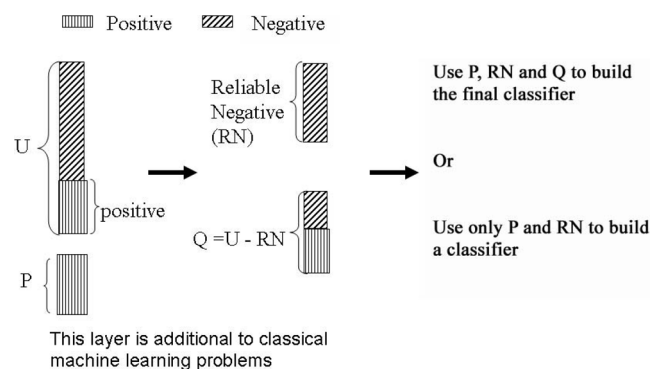 Positive
Negative
U
positive
P
Reliable
Negative
(RN)
Q =U - RN
Use P, RN and Q to build
the final classifier
Or
Use only P and RN to build
a classifier
This layer is additional to classical
machine learning problems